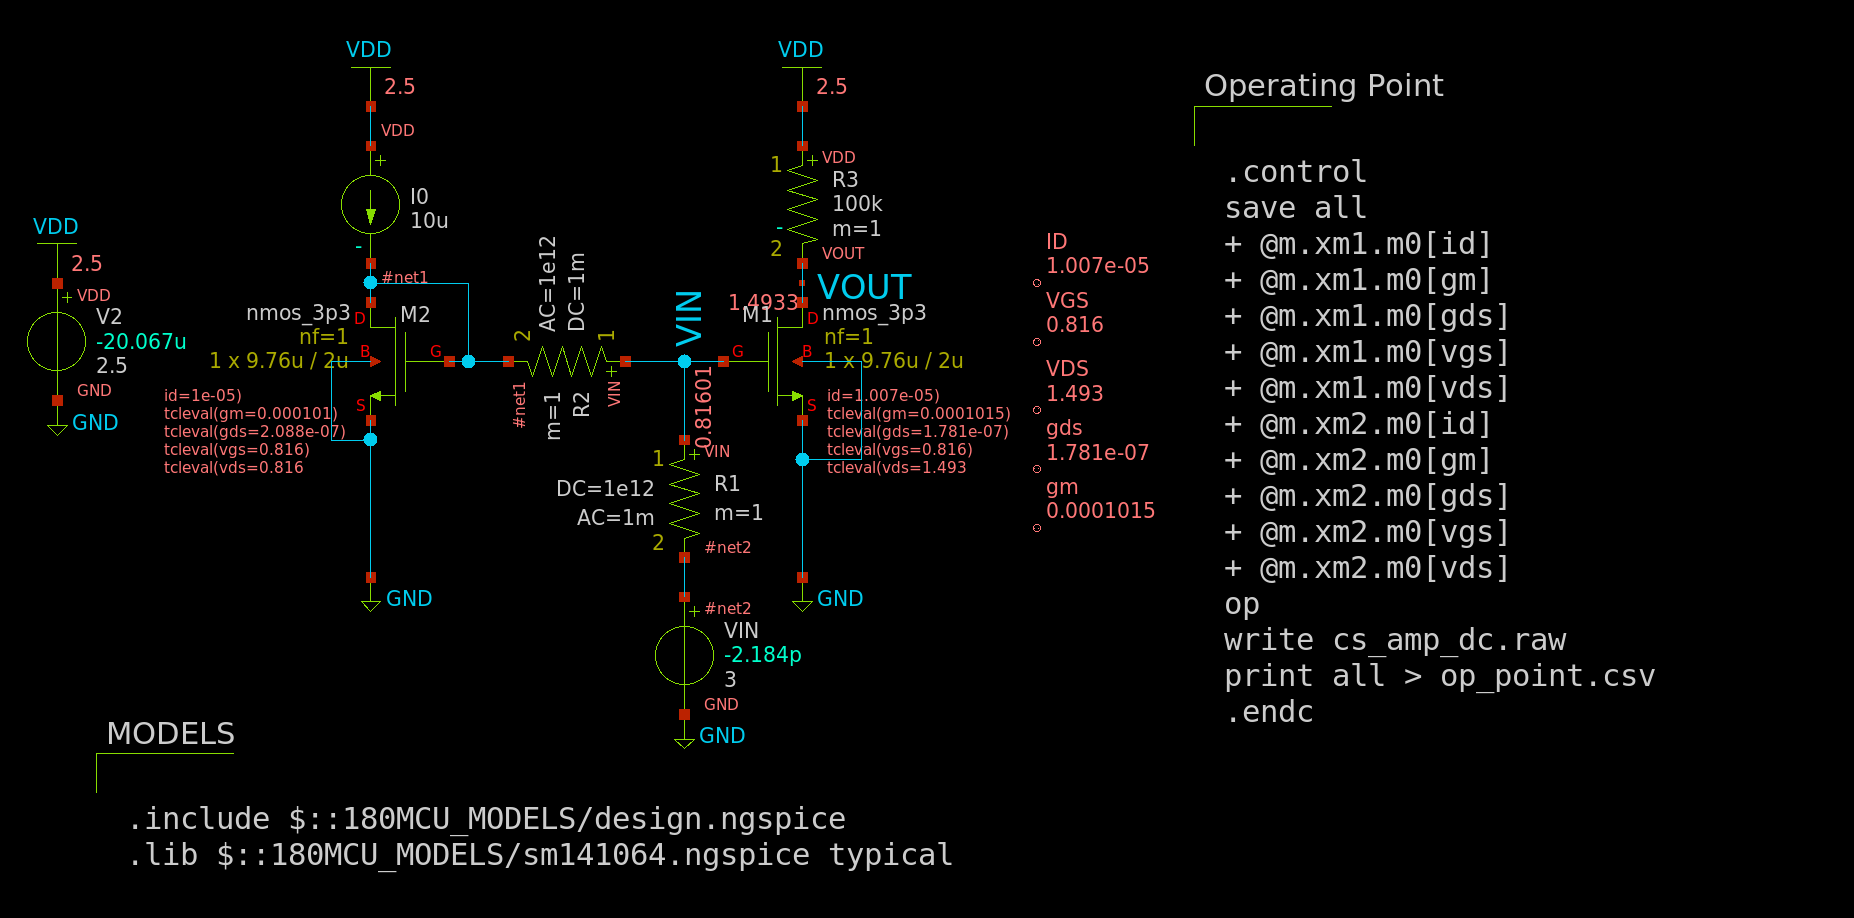 VDD
2.5
VDD
V2
-20.067u
2.5
GND
GND
VDD
2.5
VDD
+
I0
10u
-
#net1
nmos_3p3
M2
D
nf=1
B
G
1 x 9.76u / 2u
S
id=1e-05)
tcleval(gm=0.000101)
tcleval(gds=2.088e-07)
tcleval(vgs=0.816)
tcleval(vds=0.816
GND
AC=1e12
DC=1m
2
1
#net1
m=1
R2
VIN
+
VIN
0.81601
VIN
+
1
DC=1e12
R1
AC=1m
m=1
2
#net2
#net2
+
VIN
-2.184p
3
GND
GND
VDD
2.5
1
+
VDD
R3
100k
m=1
-
2
VOUT
VOUT
1.4933
M1
D
nmos_3p3
nf=1
G
B
1 x 9.76u / 2u
S
id=1.007e-05)
tcleval(gm=0.0001015)
tcleval(gds=1.781e-07)
tcleval(vgs=0.816)
tcleval(vds=1.493
GND
ID
1.007e-05
VGS
0.816
VDS
1.493
gds
1.781e-07
gm
0.0001015
Operating Point
.control
save all
+ @m.xm1.m0[id]
+ @m.xm1.m0[gm]
+ @m.xm1.m0[gds]
+ @m.xm1.m0[vgs]
+ @m.xm1.m0[vds]
+ @m.xm2.m0[id]
+ @m.xm2.m0[gm]
+ @m.xm2.m0[gds]
+ @m.xm2.m0[vgs]
+ @m.xm2.m0[vds]
op
write cs_amp_dc.raw
print all > op_point.csv
.endc
MODELS
.include $::180MCU_MODELS/design.ngspice
.lib $::180MCU_MODELS/sm141064.ngspice typical